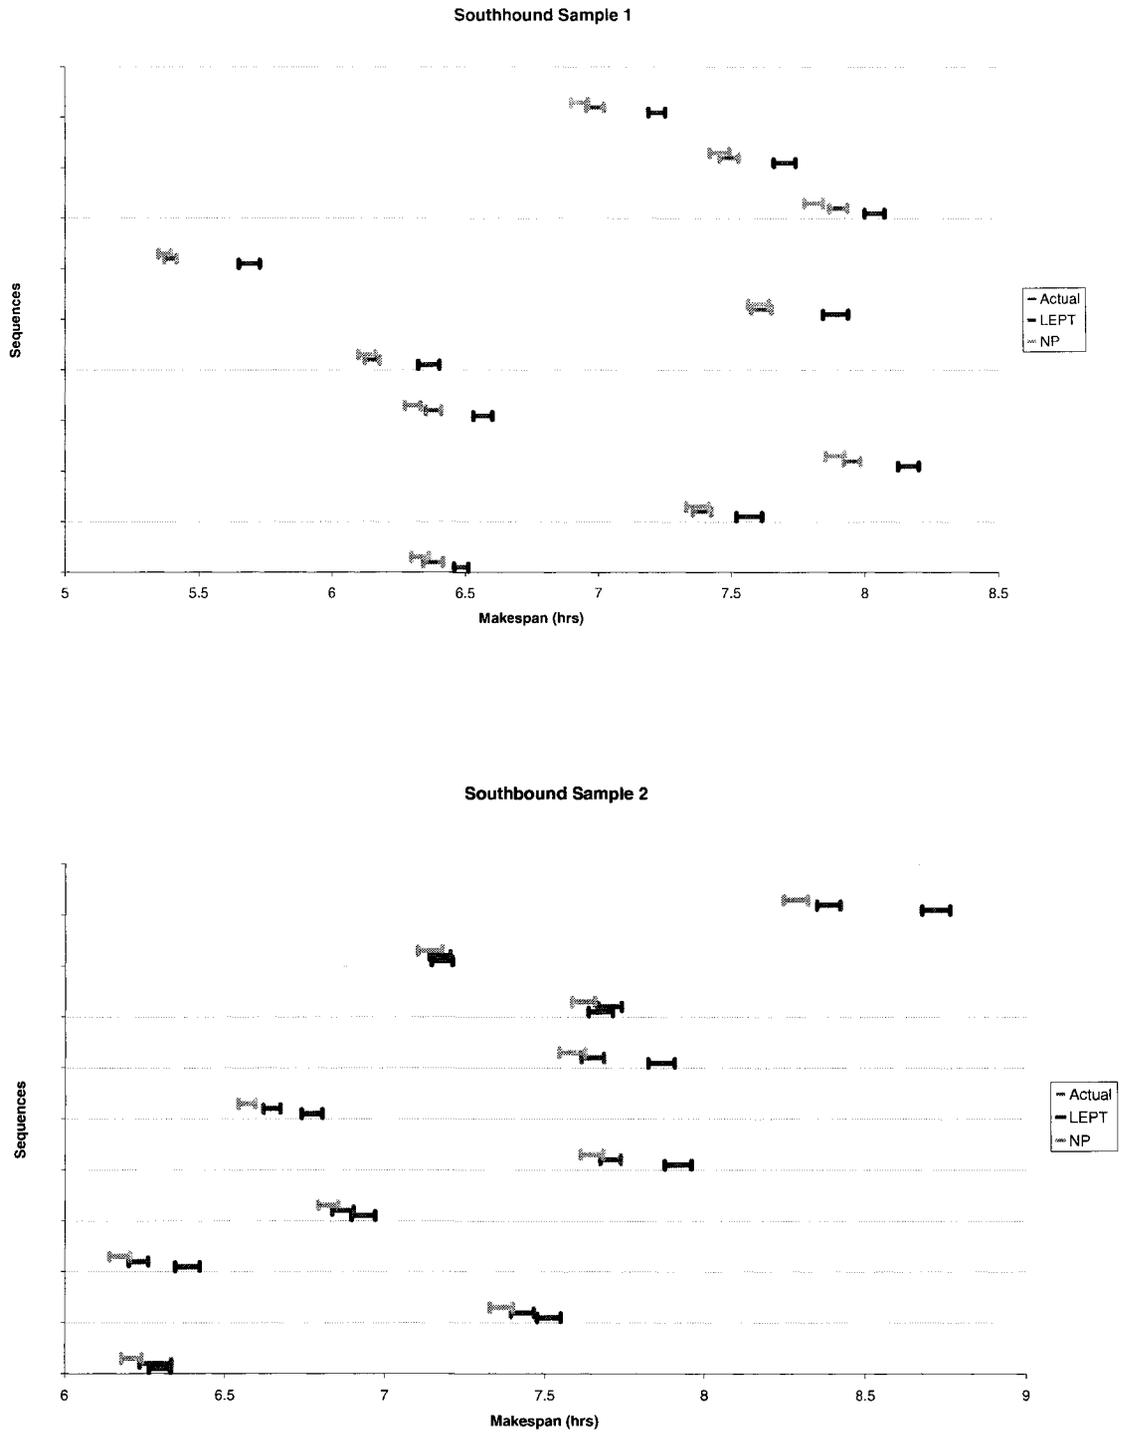 Southhound Sample 1
Sequences
Actual
LEPT
NP
5 5.5 6 6.5 7 7.5 8 8.5
Makespan (hrs)
Southbound Sample 2
Sequences
Actual
LEPT
NP
6 6.5 7 7.5 8 8.5 9
Makespan (hrs)